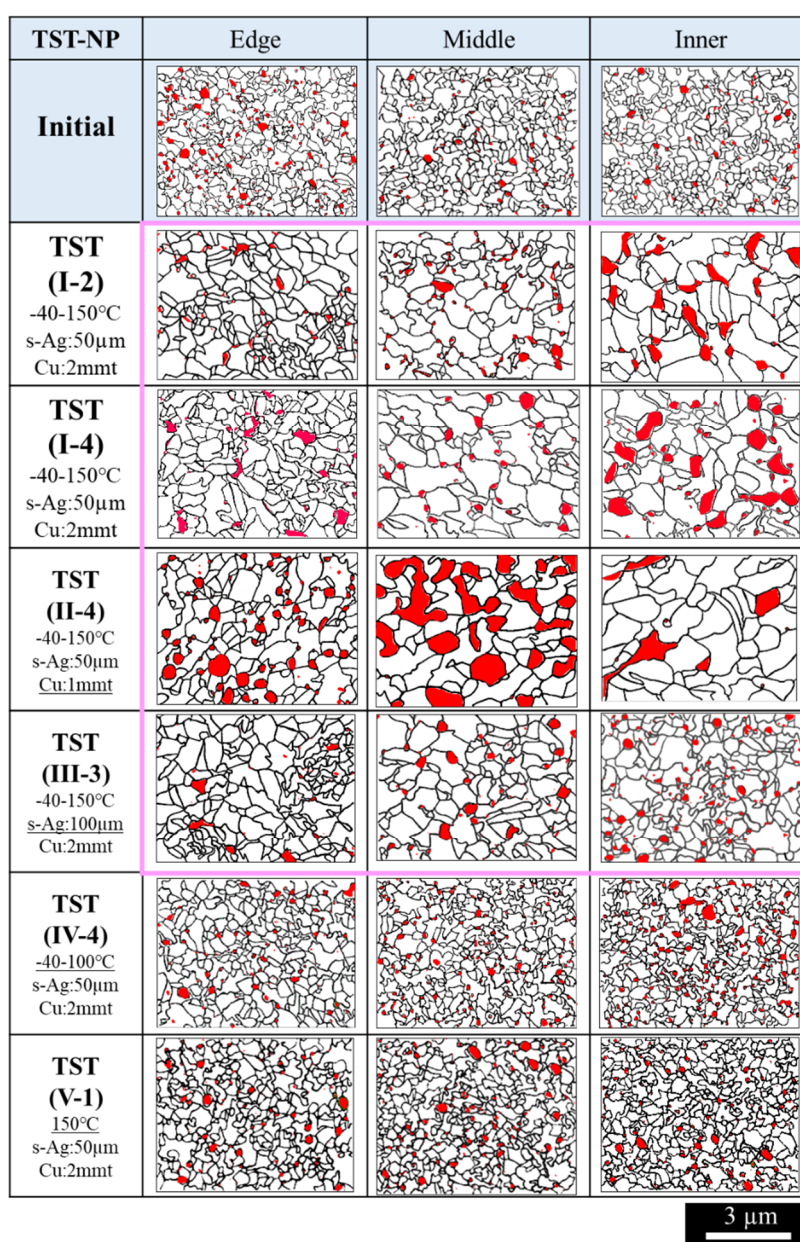 TST-NP Edge Middle Inner
Initial
TST
(I-2)
-40-150℃
s-Ag:50μm
Cu:2mmt
TST
(I-4)
-40-150℃
s-Ag:50μm
Cu:2mmt
TST
(II-4)
-40-150℃
s-Ag:50μm
Cu:1mmt
TST
(III-3)
-40-150℃
s-Ag:100μm
Cu:2mmt
TST
(IV-4)
-40-100℃
s-Ag:50μm
Cu:2mmt
TST
(V-1)
150℃
s-Ag:50μm
Cu:2mmt
3 μm